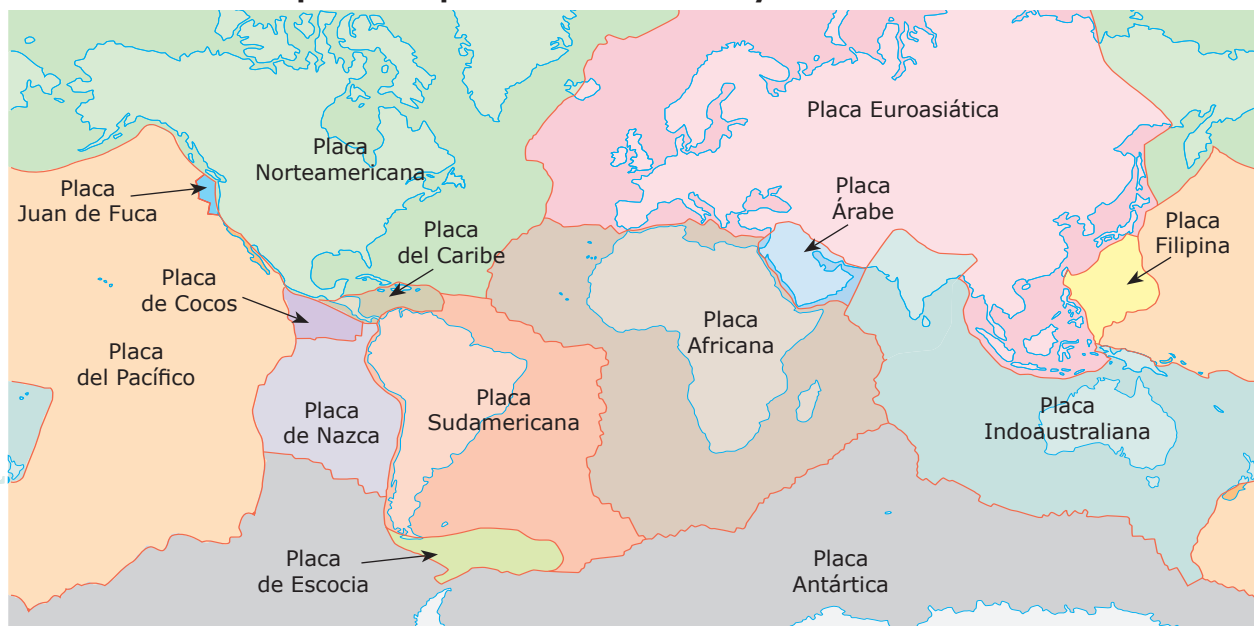 Placa Euroasiática
Placa
Norteamericana
Placa
Juan de Fuca
Placa
Árabe
Placa
del Caribe
Placa
Filipina
Placa
de Cocos
Placa
Africana
Placa
del Pacífico
Placa
Sudamericana
Placa
de Nazca
Placa
Indoaustraliana
Placa
de Escocia
Placa
Antártica